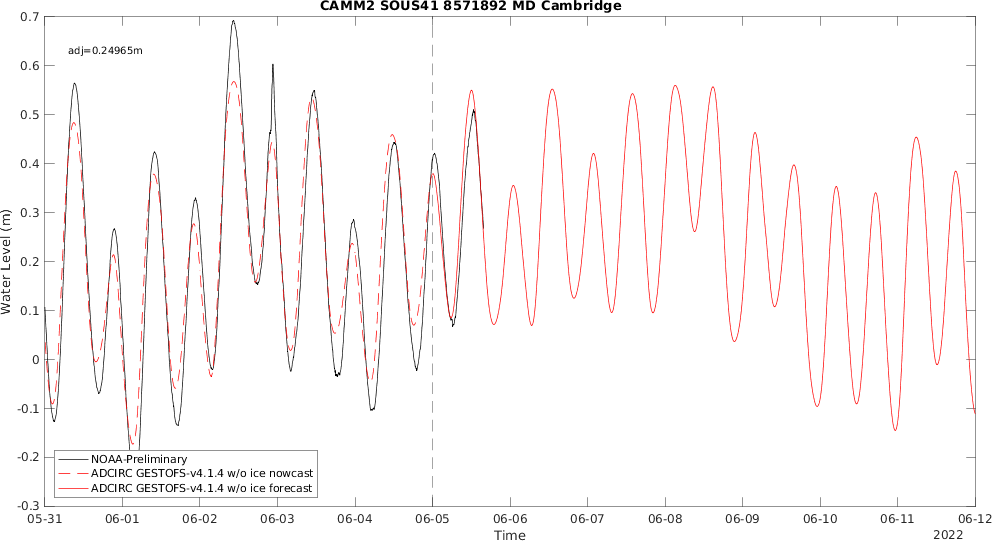 CAMM2 SOUS41 8571892 MD Cambridge
adj=0.24965m
Water Level (m)
0.7
0.6
0.5
0.4
0.3
0.2
0.1
0
-0.1
-0.2
-0.3
NOAA-Preliminary
ADCIRC GESTOFS-v4.1.4 w/o ice nowcast
ADCIRC GESTOFS-v4.1.4 w/o ice forecast
05-31 06-01 06-02 06-03 06-04 06-05 06-06 06-07 06-08 06-09 06-10 06-11 06-12
Time
2022